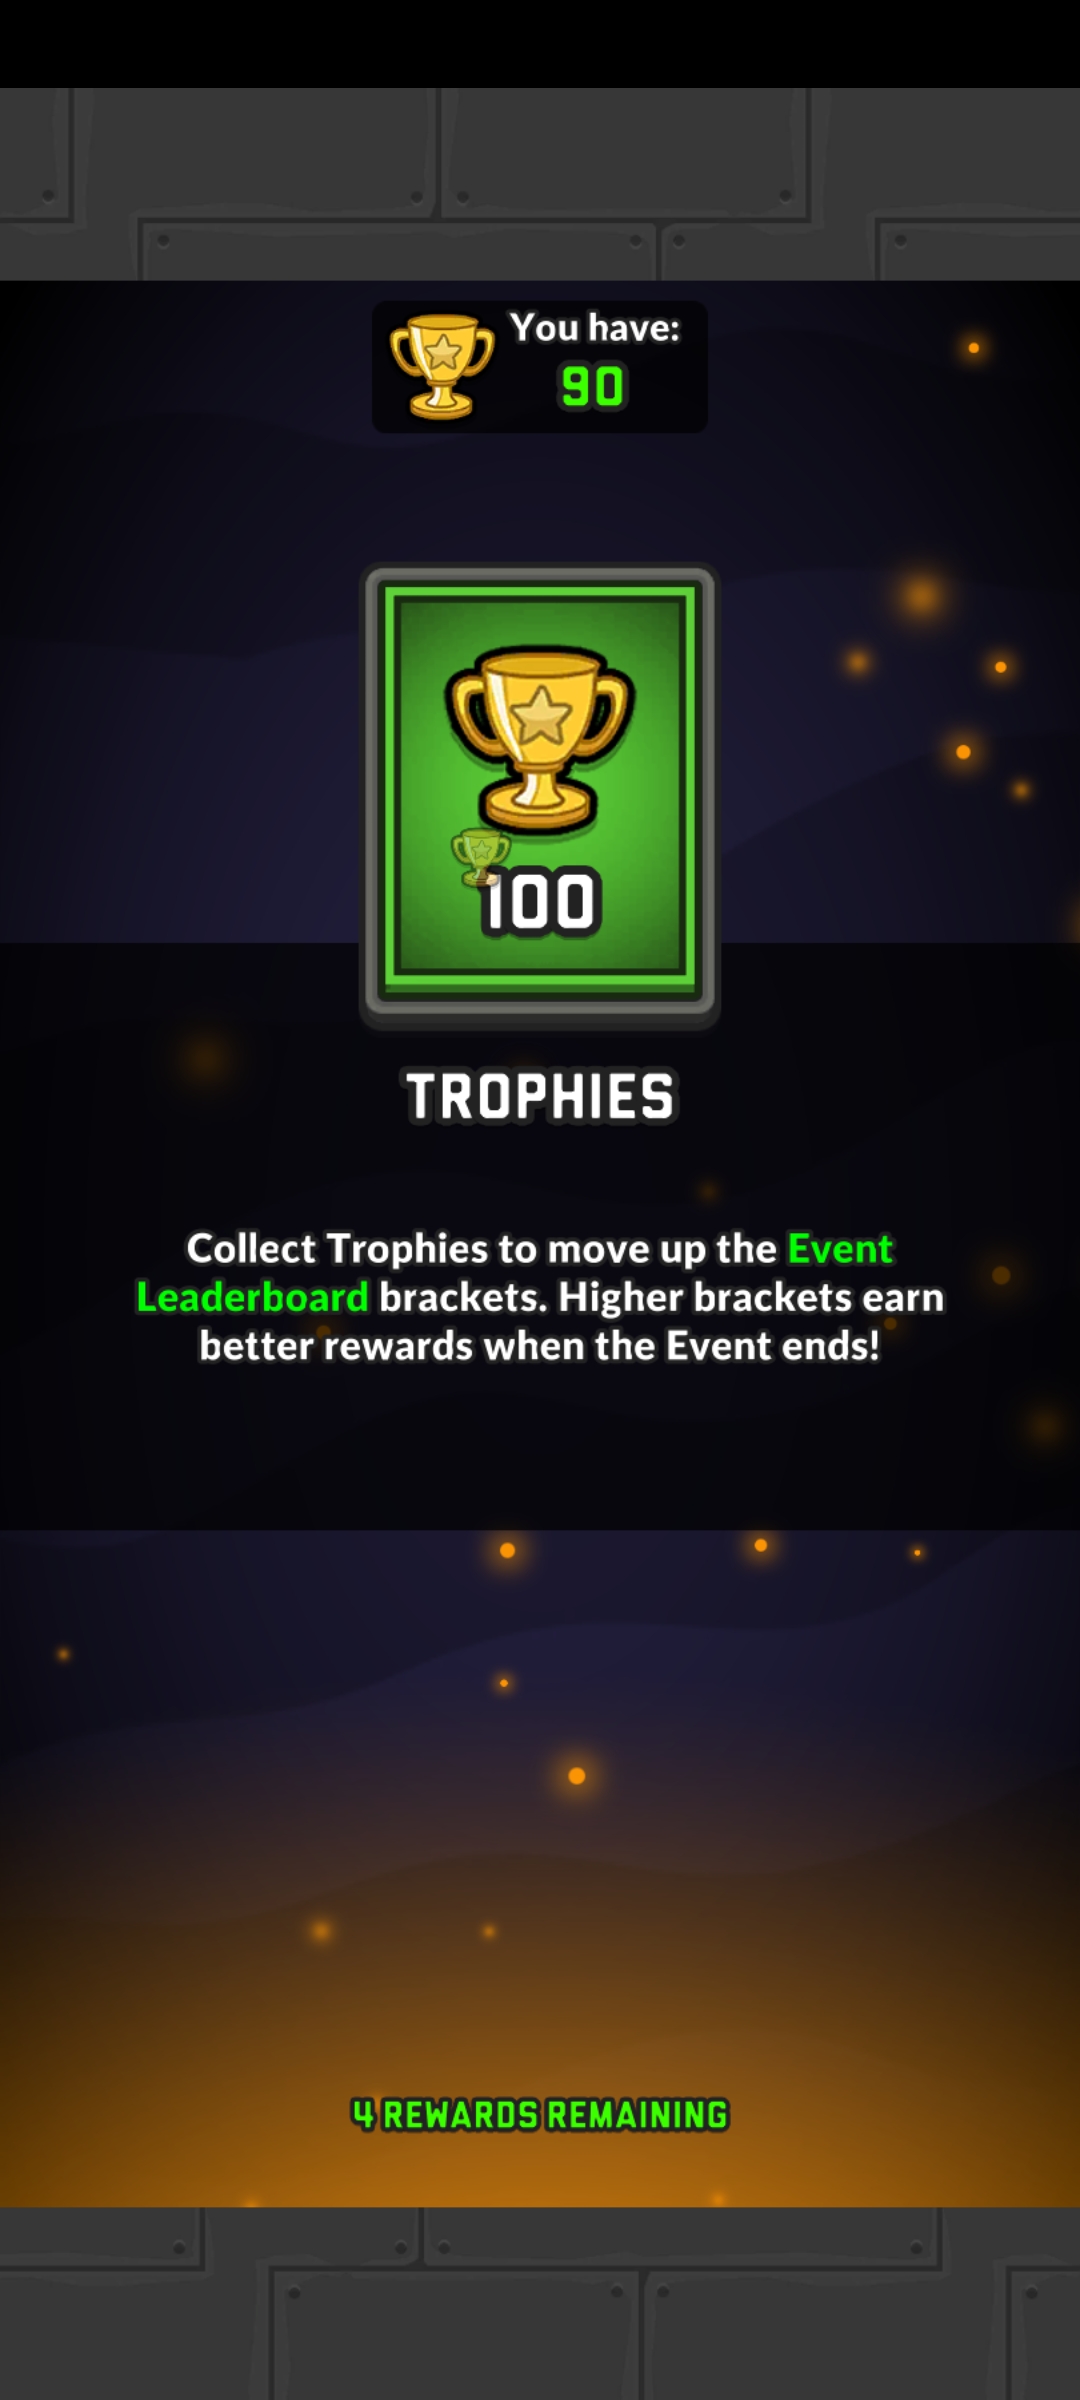 You have:
90
100
TROPHIES
Collect Trophies to move up the Event
Leaderboard brackets. Higher brackets earn
better rewards when the Event ends!
4 REWARDS REMAINING